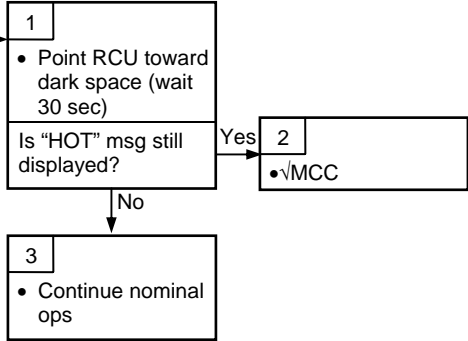 1
• Point RCU toward
dark space (wait
30 sec)
Is “HOT” msg still
displayed?
Yes
2
•√MCC
No
3
• Continue nominal
ops